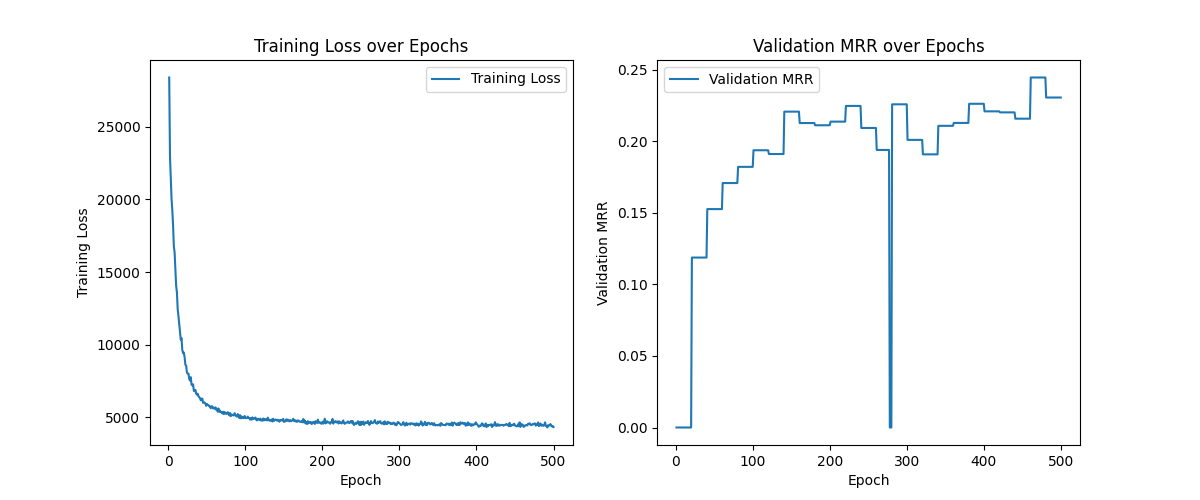 Training Loss over Epochs
Training Loss
25000
20000
15000
10000
5000
Training Loss
0
100
200
300
400
500
Epoch
Validation MRR over Epochs
Validation MRR
0.25
0.20
0.15
0.10
0.05
0.00
Validation MRR
0
100
200
300
400
500
Epoch